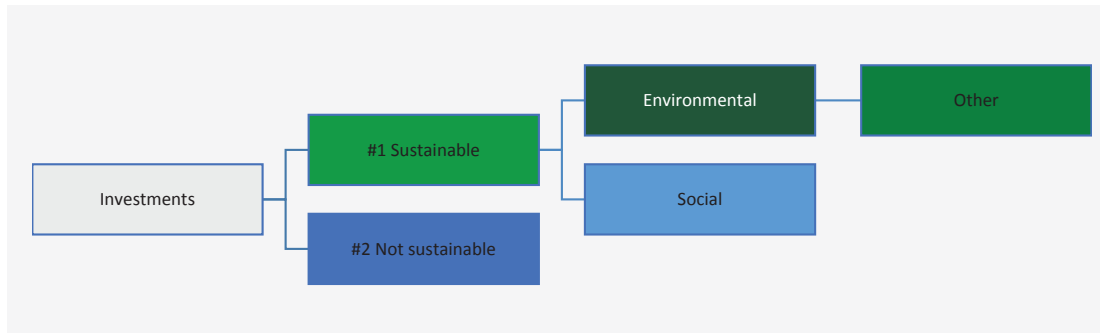 Investments
#1 Sustainable
#2 Not sustainable
Environmental
Social
Other